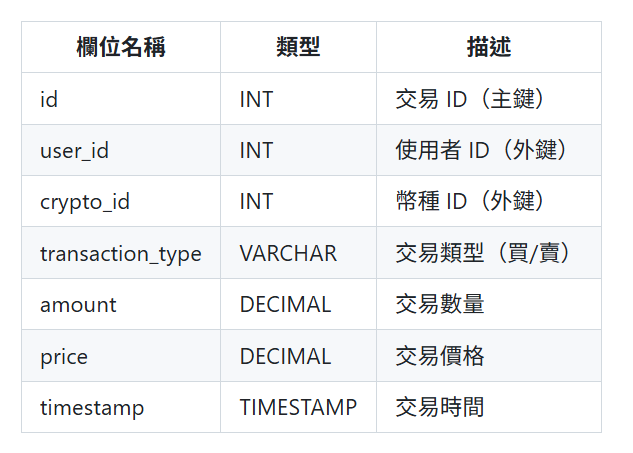 欄位名稱 類型 描述
id INT 交易 ID（主鍵）
user_id INT 使用者 ID（外鍵）
crypto_id INT 幣種 ID（外鍵）
transaction_type VARCHAR 交易類型（買/賣）
amount DECIMAL 交易數量
price DECIMAL 交易價格
timestamp TIMESTAMP 交易時間